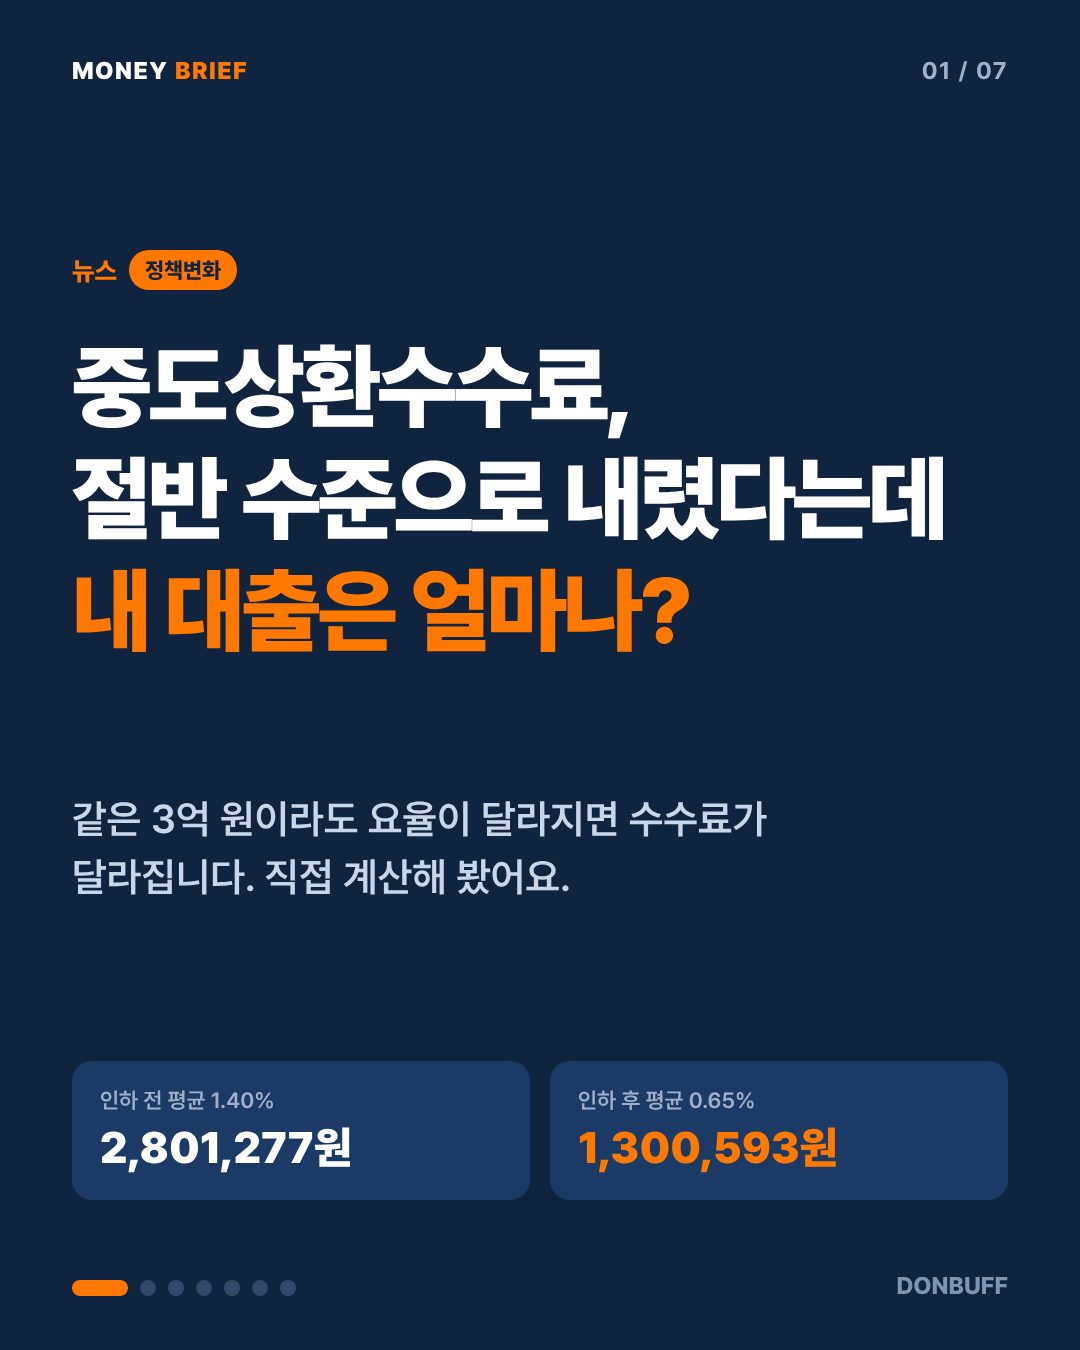 MONEY BRIEF
01 / 07
뉴스 정책변화
중도상환수수료,
절반 수준으로 내렸다는데
내 대출은 얼마나?
같은 3억 원이라도 요율이 달라지면 수수료가
달라집니다. 직접 계산해 봤어요.
인하 전 평균 1.40%
2,801,277원
인하 후 평균 0.65%
1,300,593원
DONBUFF